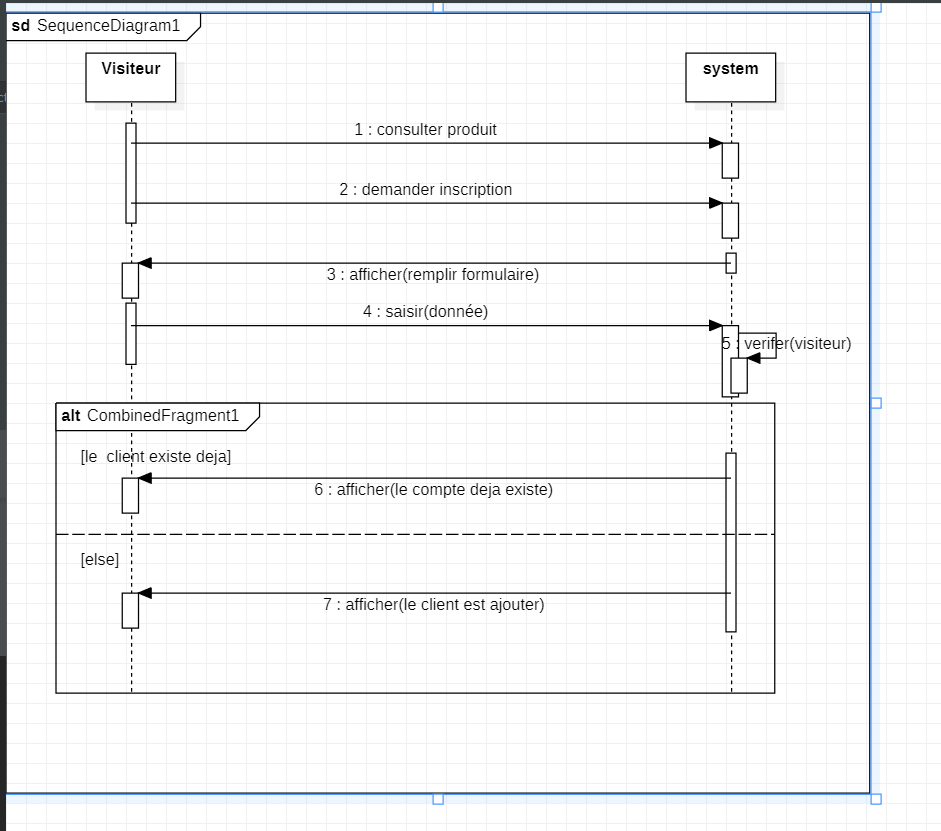 sd SequenceDiagram1
Visiteur
system
1 : consulter produit
2 : demander inscription
3 : afficher(remplir formulaire)
4 : saisir(donnée)
5 : verifer(visiteur)
alt CombinedFragment1
[le client existe deja]
6 : afficher(le compte deja existe)
[else]
7 : afficher(le client est ajouter)